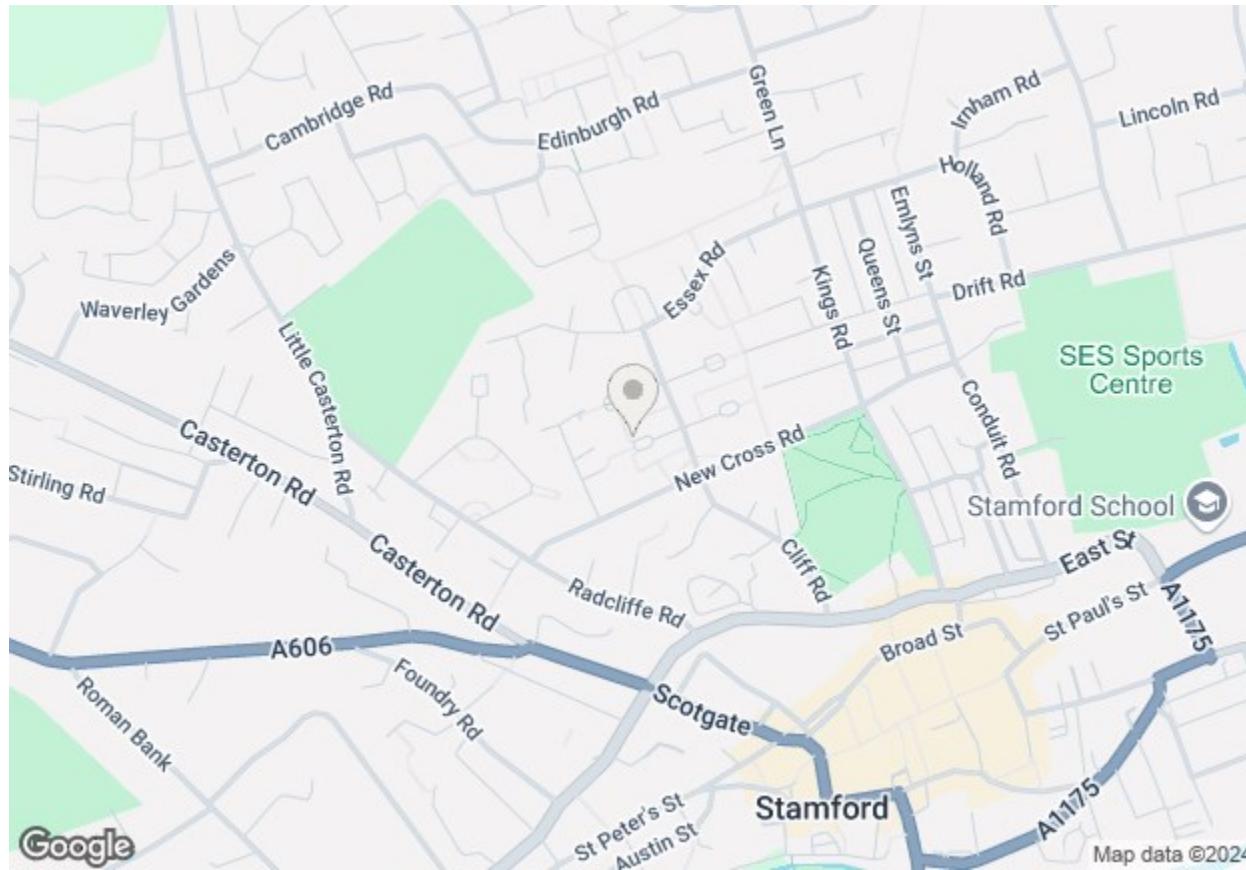 Cambridge Rd
Edinburgh Rd
Green Ln
Irnham Rd
Lincoln Rd
Holland Rd
Emlyns St
Queens St
Kings Rd
Essex Rd
Drift Rd
Waverley Gardens
Little Casterton Rd
SES Sports
Centre
Conduit Rd
Casterton Rd
Stirling Rd
New Cross Rd
Stamford School
Cliff Rd
East St
Casterton Rd
Radcliffe Rd
St Paul's St
A1175
Broad St
A606
Foundry Rd
Scotgate
Roman Bank
Stamford
St Peter's St
Austin St
A1175
Google
Map data ©2024